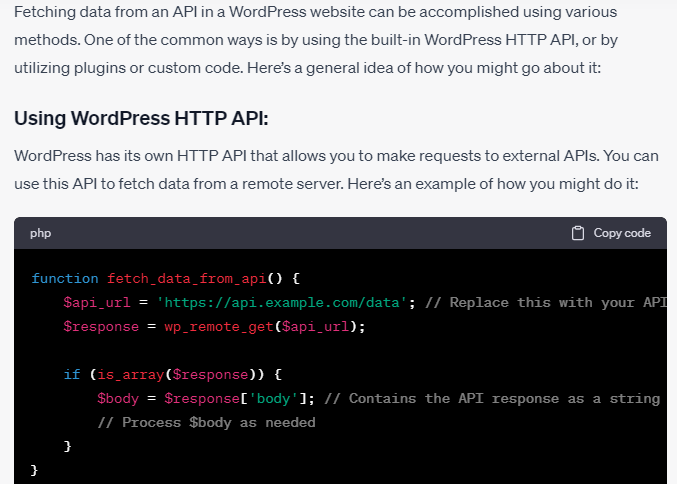 Fetching data from an API in a WordPress website can be accomplished using various
methods. One of the common ways is by using the built-in WordPress HTTP API, or by
utilizing plugins or custom code. Here's a general idea of how you might go about it:
Using WordPress HTTP API:
WordPress has its own HTTP API that allows you to make requests to external APIs. You can
use this API to fetch data from a remote server. Here's an example of how you might do it:
php Copy code
function fetch_data_from_api() {
    $api_url = 'https://api.example.com/data'; // Replace this with your API
    $response = wp_remote_get($api_url);
    if (is_array($response)) {
        $body = $response['body']; // Contains the API response as a string
        // Process $body as needed
    }
}